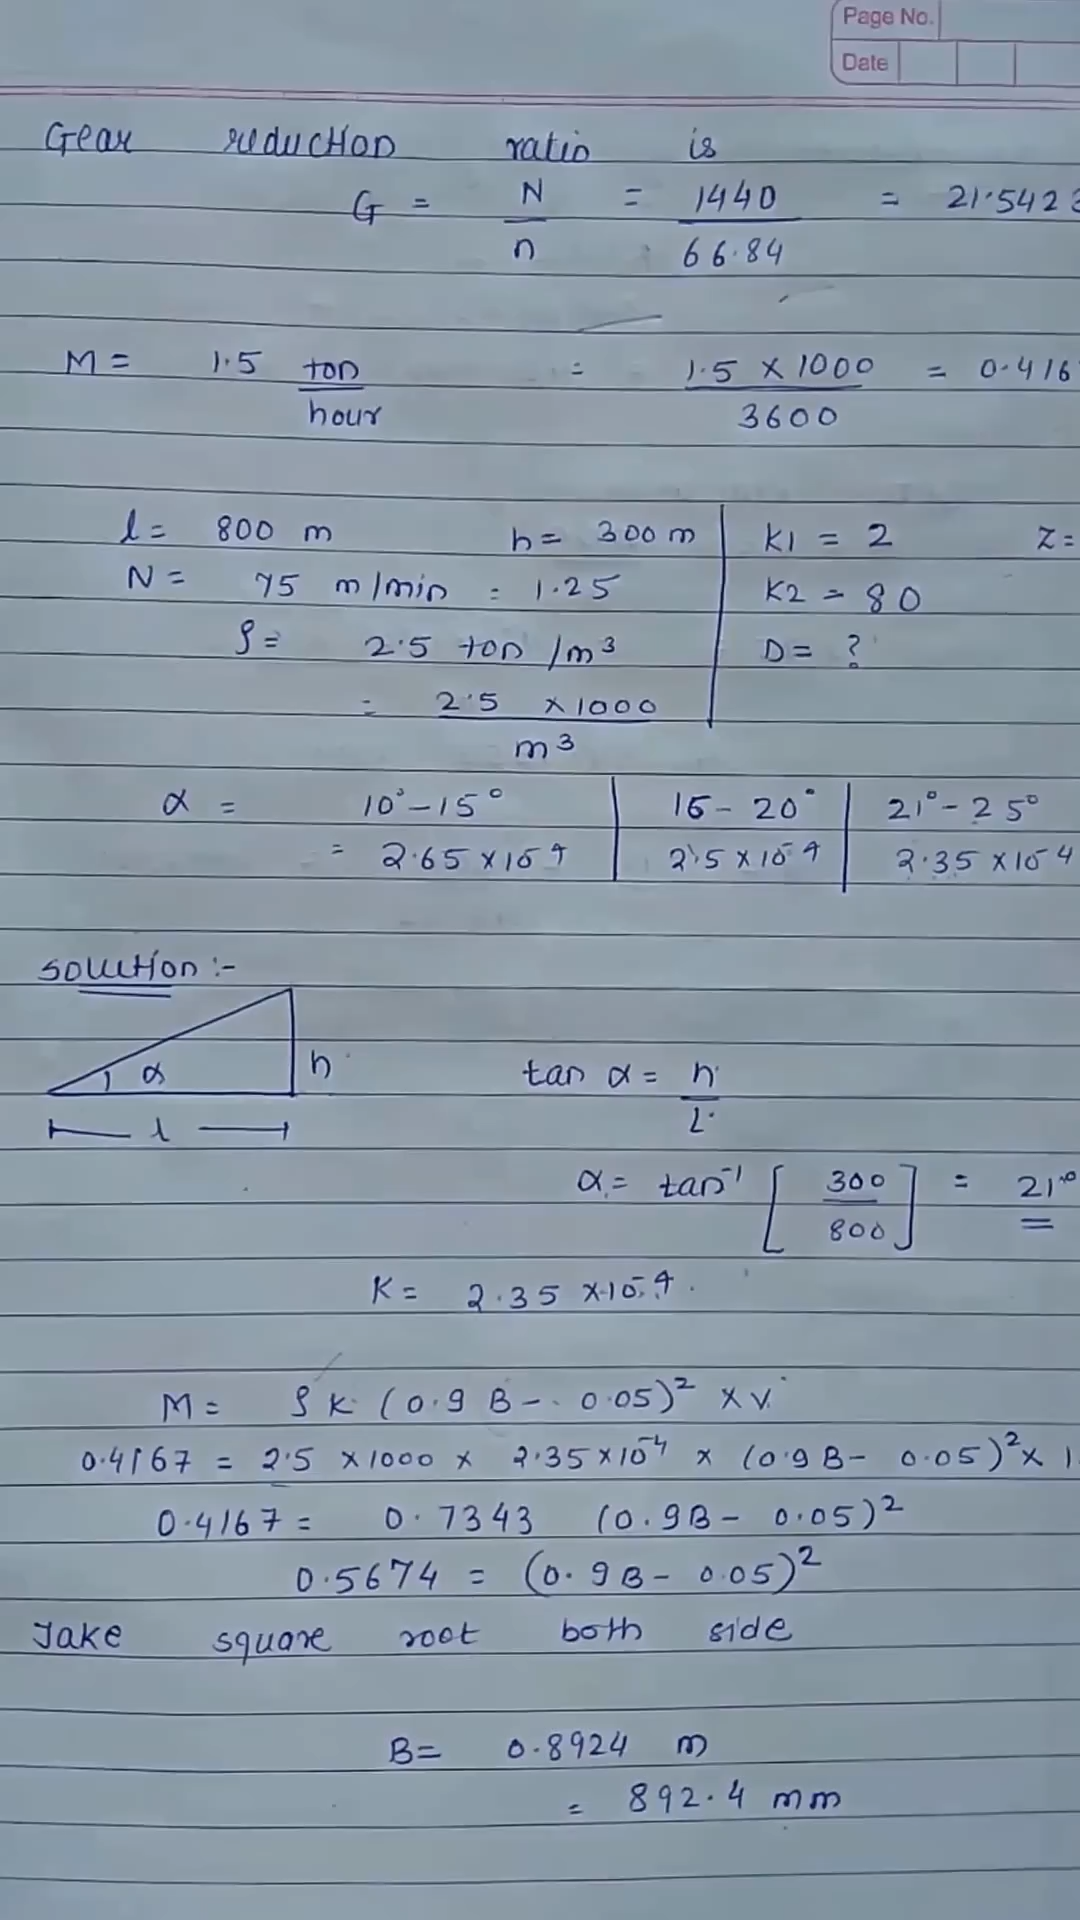 Page No.
Date
Gear reduction ratio is
G = N/n = 1440/66.84 = 21.5423
M = 1.5 ton/hour = 1.5 × 1000/3600 = 0.416
l = 800 m h = 300 m K1 = 2 Z =
N = 75 m/min = 1.25 K2 = 80
ρ = 2.5 ton/m³ D = ?
= 2.5 × 1000/m³
α = 10° – 15° | 16 – 20° | 21° – 25°
= 2.65 × 10⁻⁴ | 2.5 × 10⁻⁴ | 2.35 × 10⁻⁴
Solution :-
α h
l
tan α = h/l
α = tan⁻¹ [300/800] = 21°
K = 2.35 × 10⁻⁴.
M = ρ K (0.9 B - 0.05)² × v
0.4167 = 2.5 × 1000 × 2.35 × 10⁻⁴ × (0.9 B - 0.05)² × 1.
0.4167 = 0.7343 (0.9B - 0.05)²
0.5674 = (0.9B - 0.05)²
Take square root both side
B = 0.8924 m
= 892.4 mm